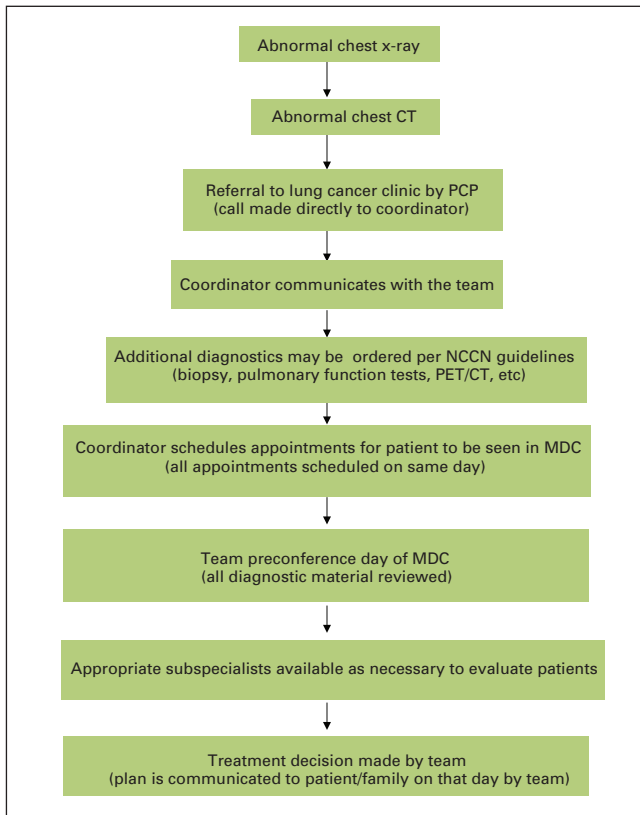 Abnormal chest x-ray
Abnormal chest CT
Referral to lung cancer clinic by PCP
(call made directly to coordinator)
Coordinator communicates with the team
Additional diagnostics may be ordered per NCCN guidelines
(biopsy, pulmonary function tests, PET/CT, etc)
Coordinator schedules appointments for patient to be seen in MDC
(all appointments scheduled on same day)
Team preconference day of MDC
(all diagnostic material reviewed)
Appropriate subspecialists available as necessary to evaluate patients
Treatment decision made by team
(plan is communicated to patient/family on that day by team)